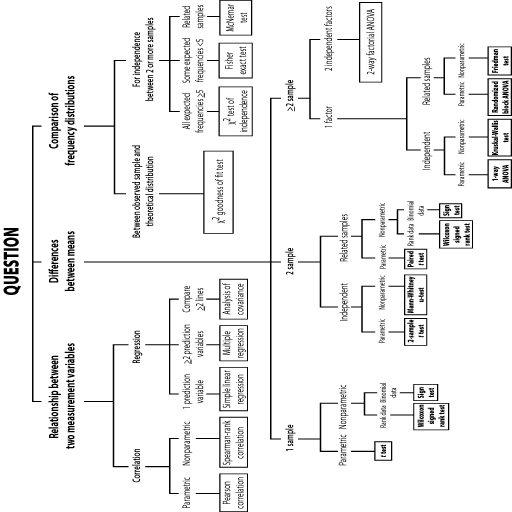 QUESTION
Relationship between
two measurement variables
Differences
between means
Comparison of
frequency distributions
Correlation
Regression
Parametric
Nonparametric
1 prediction
variable
≥2 prediction
variables
Compare
≥2 lines
Pearson
correlation
Spearman-rank
correlation
Simple linear
regression
Multiple
regression
Analysis of
covariance
Between observed sample and
theoretical distribution
For independence
between 2 or more samples
χ² goodness of fit test
All expected
frequencies ≥5
Some expected
frequencies <5
Related
samples
χ² test of
independence
Fisher
exact test
McNemar
test
1 sample
2 sample
≥2 sample
Parametric
Nonparametric
t test
Rank data
Binomial
data
Wilcoxon
signed
rank test
Sign
test
Independent
Related samples
Parametric
Nonparametric
2-sample
t test
Mann-Whitney
u-test
Parametric
Nonparametric
Paired
t test
Rank data
Binomial
data
Wilcoxon
signed
rank test
Sign
test
1 factor
2 Independent factors
2-way factorial ANOVA
Independent
Related samples
Parametric
Nonparametric
1-way
ANOVA
Kruskal-Wallis
test
Parametric
Nonparametric
Randomized
block ANOVA
Friedman
test